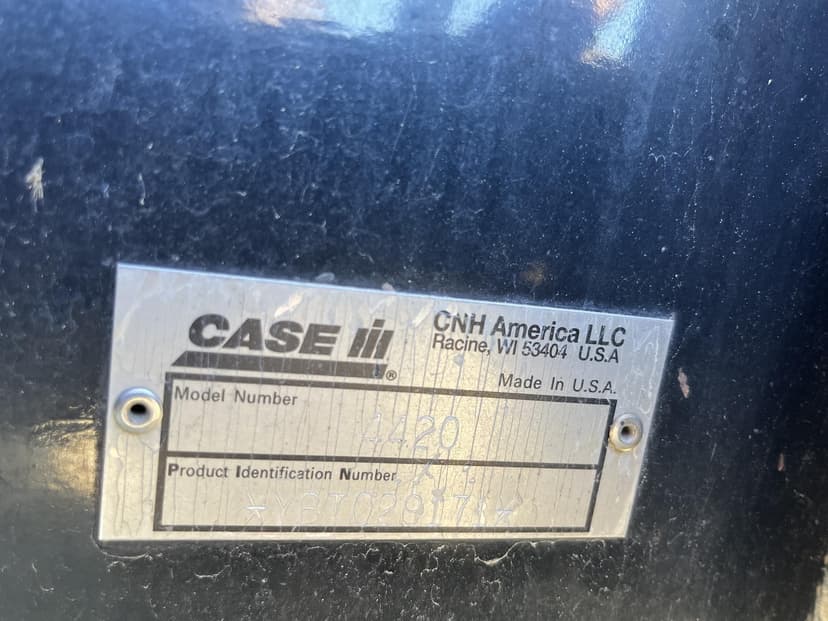 CASE IH®
CNH America LLC
Racine, WI 53404 U.S.A
Made In U.S.A.
Model Number
4420
Product Identification Number